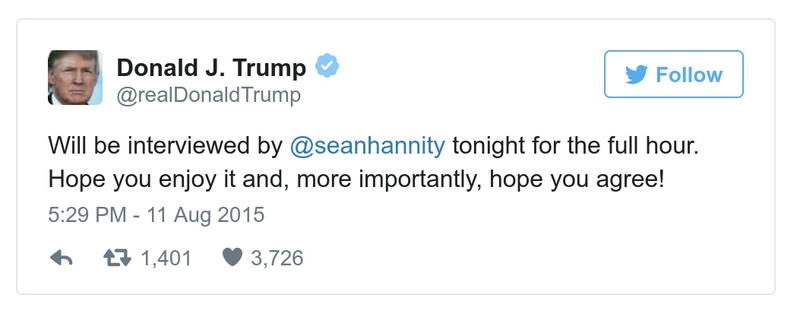 Donald J. Trump
@realDonaldTrump
Follow
Will be interviewed by @seanhannity tonight for the full hour.
Hope you enjoy it and, more importantly, hope you agree!
5:29 PM - 11 Aug 2015
1,401 3,726